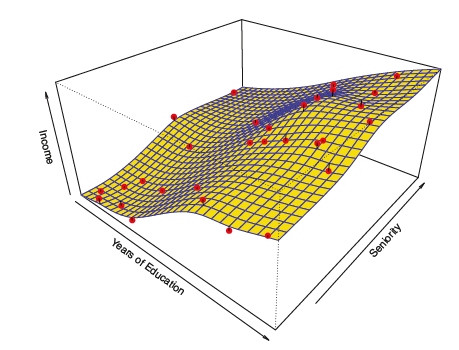 Income
Years of Education
Seniority